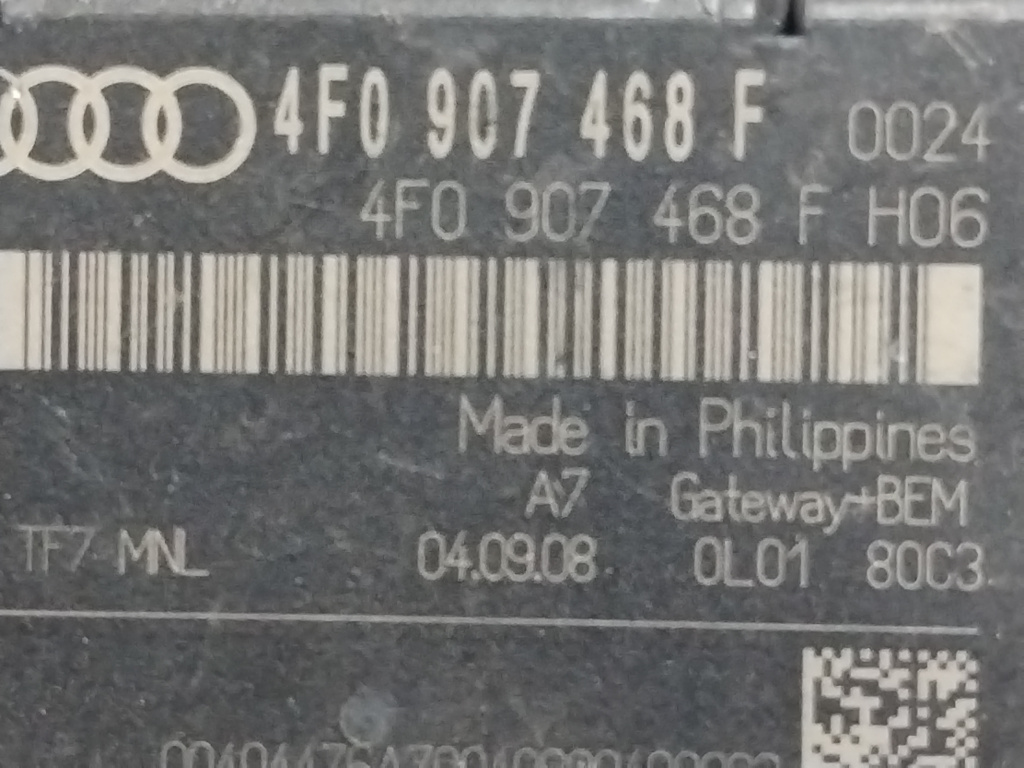 4F0 907 468 F 0024
4F0 907 468 F H06
Made in Philippines
A7 Gateway+BEM
TF7 MNL 04.09.08 0L01 80C3